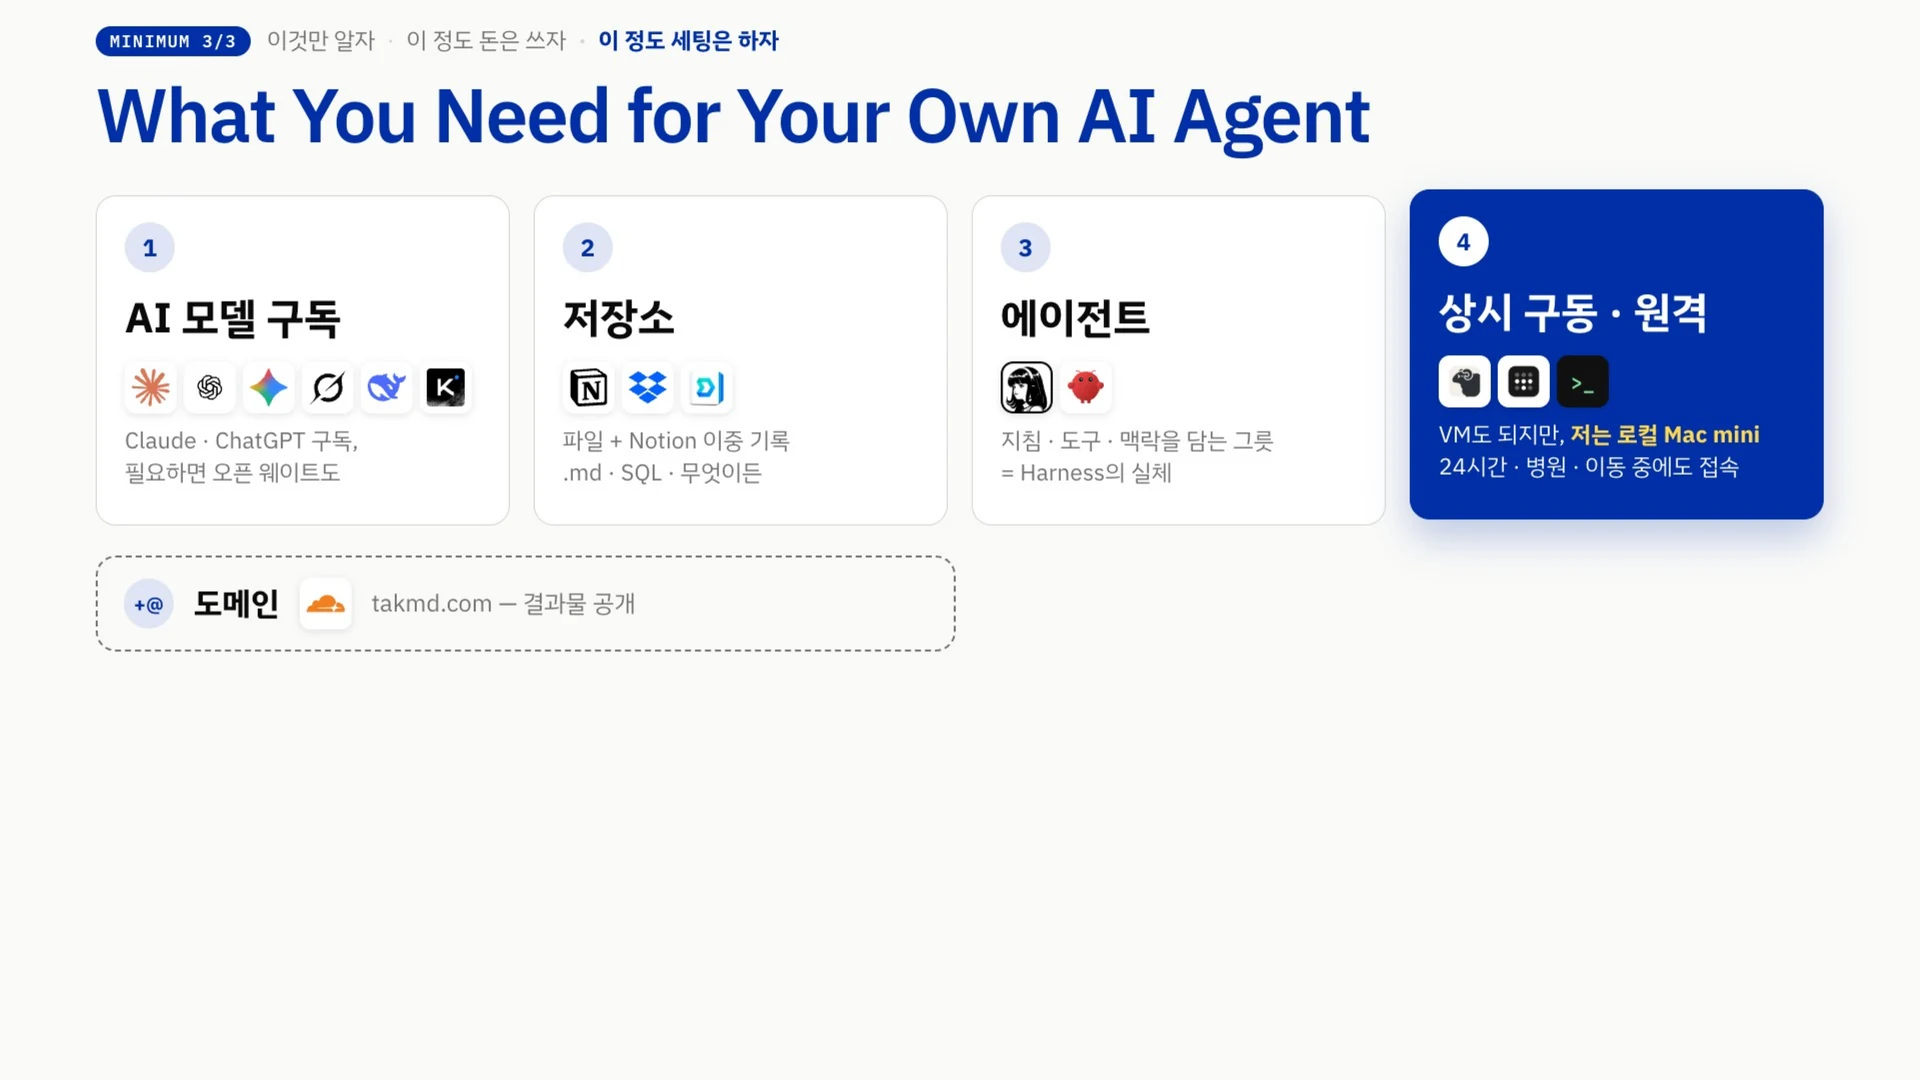 MINIMUM 3/3 이것만 알자 · 이 정도 돈은 쓰자 · 이 정도 세팅은 하자
What You Need for Your Own AI Agent
1
AI 모델 구독
Claude · ChatGPT 구독,
필요하면 오픈 웨이트도
2
저장소
파일 + Notion 이중 기록
.md · SQL · 무엇이든
3
에이전트
지침 · 도구 · 맥락을 담는 그릇
= Harness의 실체
4
상시 구동 · 원격
>_
VM도 되지만, 저는 로컬 Mac mini
24시간 · 병원 · 이동 중에도 접속
+@ 도메인 takmd.com — 결과물 공개